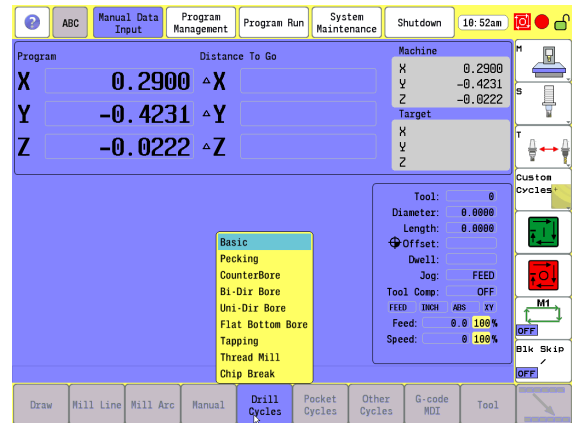 ?
ABC
Manual Data
Input
Program
Management
Program Run
System
Maintenance
Shutdown
10:52am
Program
Distance To Go
X 0.2900 X
Y -0.4231 Y
Z -0.0222 Z
Machine
X 0.2900
Y -0.4231
Z -0.0222
Target
X
Y
Z
Tool: 0
Diameter: 0.0000
Length: 0.0000
Offset:
Dwell:
Jog: FEED
Tool Comp: OFF
FEED INCH ABS XY
Feed: 0.0 100%
Speed: 0 100%
Basic
Pecking
CounterBore
Bi-Dir Bore
Uni-Dir Bore
Flat Bottom Bore
Tapping
Thread Mill
Chip Break
M
S
T
Custom
Cycles
M1
OFF
Blk Skip
/
OFF
Draw
Mill Line
Mill Arc
Manual
Drill
Cycles
Pocket
Cycles
Other
Cycles
G-code
MDI
Tool